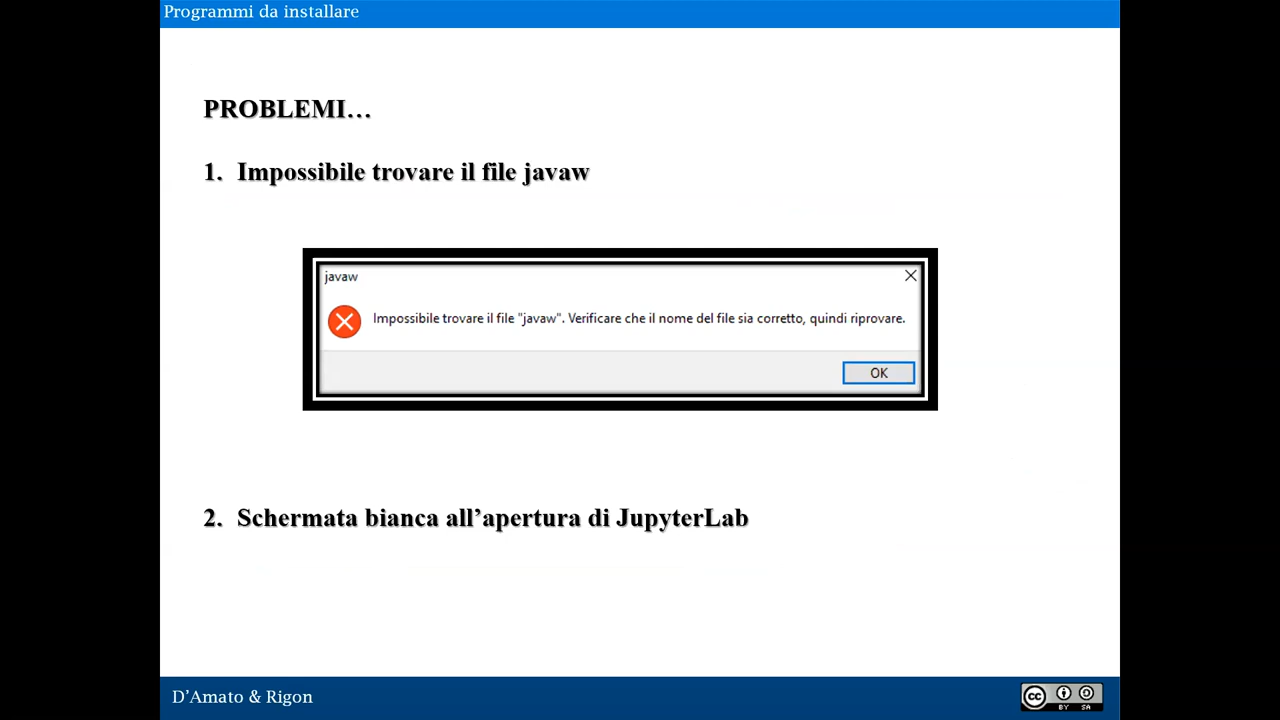 Programmi da installare
PROBLEMI…
1. Impossibile trovare il file javaw
javaw
Impossibile trovare il file "javaw". Verificare che il nome del file sia corretto, quindi riprovare.
OK
2. Schermata bianca all’apertura di JupyterLab
D’Amato & Rigon
cc
BY SA